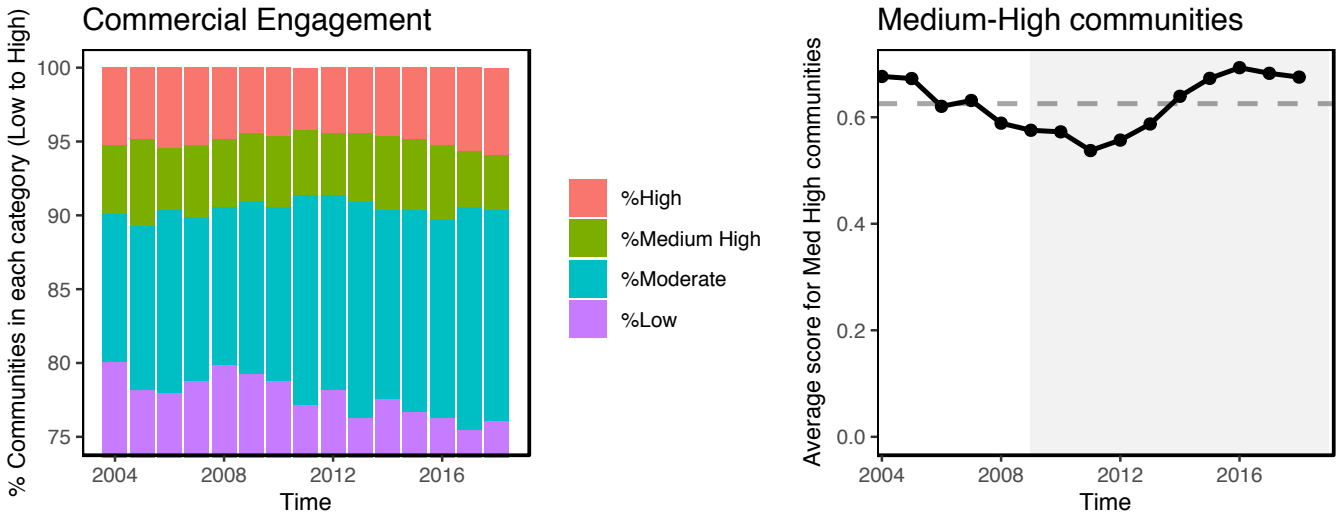 Commercial Engagement
% Communities in each category (Low to High)
100
95
90
85
80
75
2004
2008
2012
2016
Time
%High
%Medium High
%Moderate
%Low
Medium-High communities
Average score for Med High communities
0.6
0.4
0.2
0.0
2004
2008
2012
2016
Time